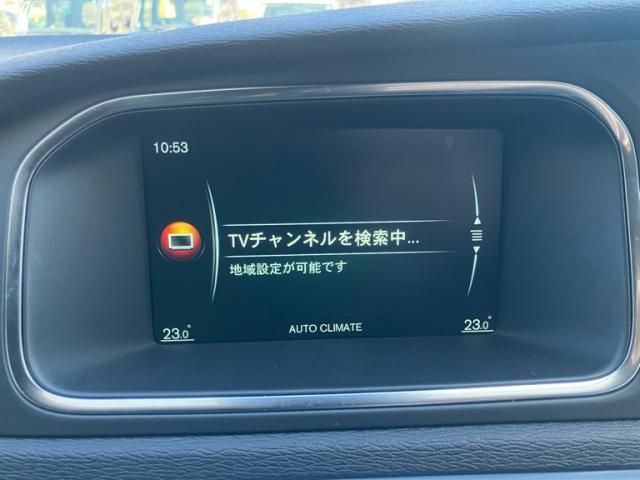 10:53
TVチャンネルを検索中...
地域設定が可能です
23.0°
AUTO CLIMATE
23.0°